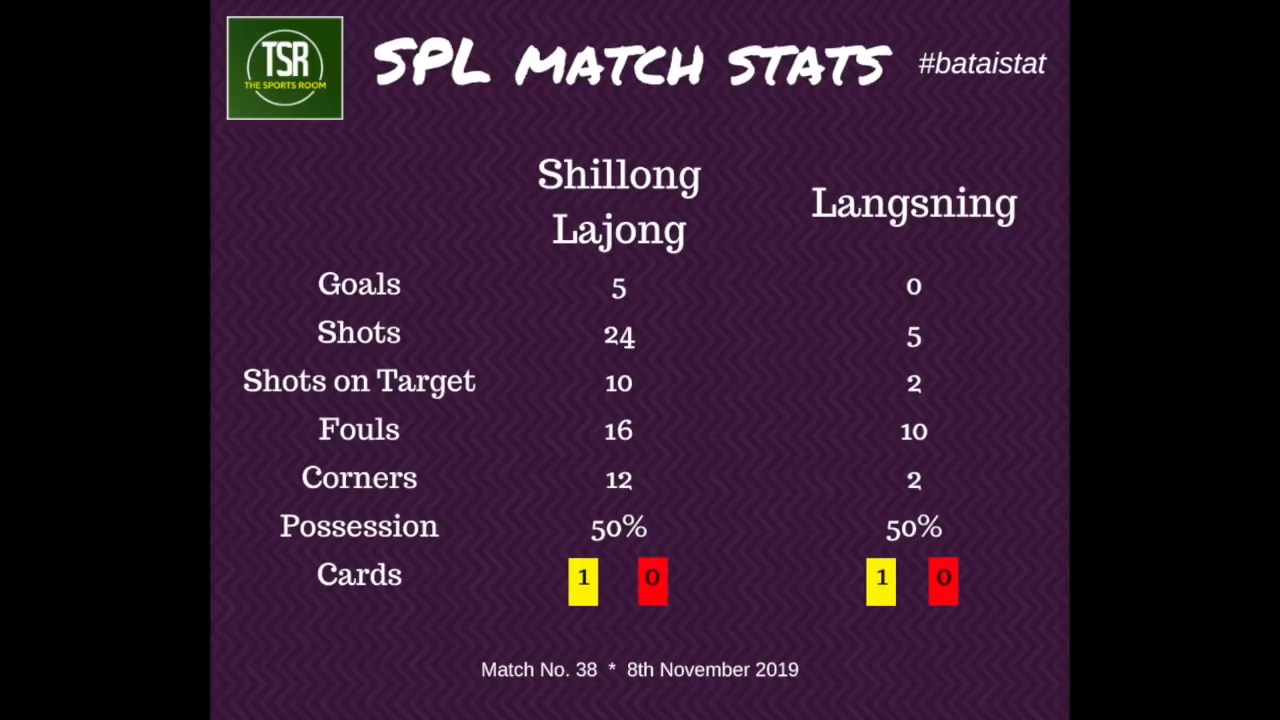 TSR
THE SPORTS ROOM
SPL MATCH STATS
#bataistat
Shillong
Lajong
Langsning
Goals 5 0
Shots 24 5
Shots on Target 10 2
Fouls 16 10
Corners 12 2
Possession 50% 50%
Cards 1 0 1 0
Match No. 38 * 8th November 2019